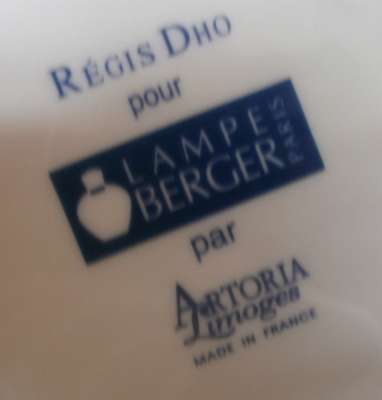 RÉGIS DHO
pour
LAMPE
BERGER
PARIS
par
ARTORIA
Limoges
MADE IN FRANCE